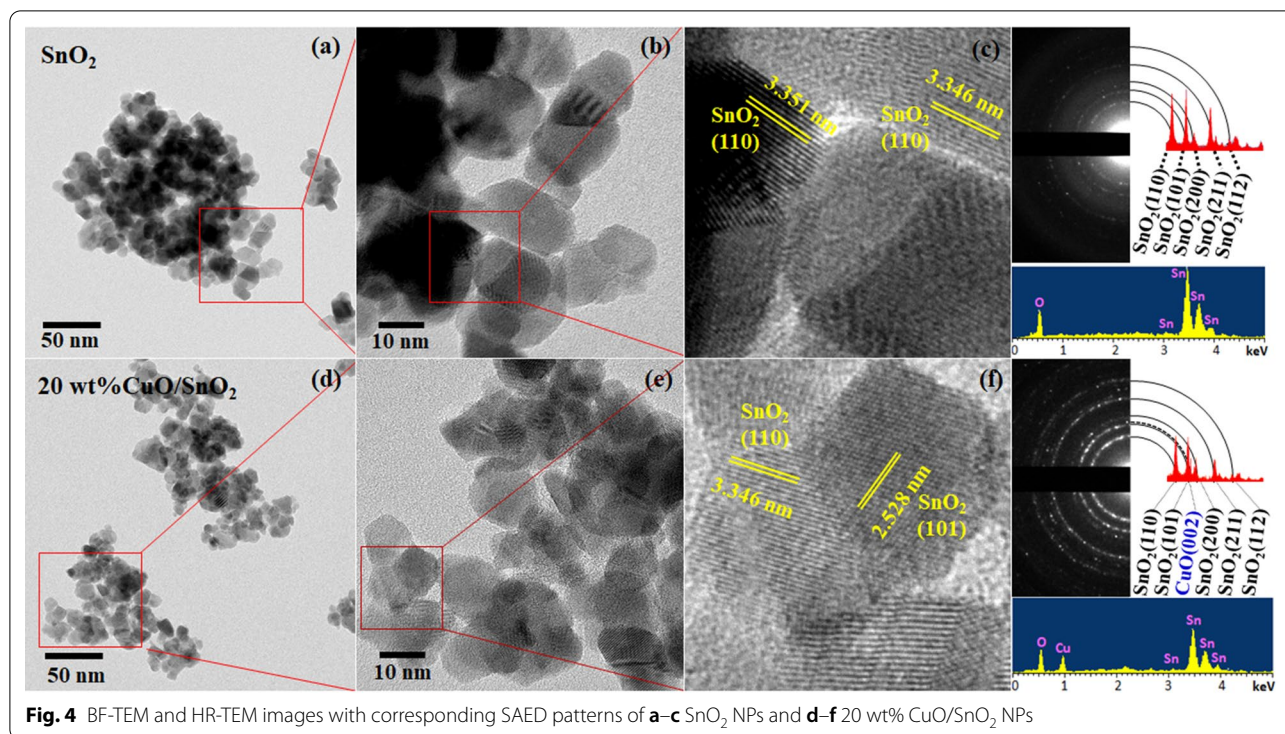 SnO₂
(a)
50 nm
(b)
10 nm
(c)
3.351 nm
SnO₂
(110)
3.346 nm
SnO₂
(110)
SnO₂(110)
SnO₂(101)
SnO₂(200)
SnO₂(211)
SnO₂(112)
O
Sn
Sn
Sn
Sn
0 1 2 3 4 keV
20 wt%CuO/SnO₂
(d)
50 nm
(e)
10 nm
(f)
SnO₂
(110)
3.346 nm
2.528 nm
SnO₂
(101)
SnO₂(110)
SnO₂(101)
CuO(002)
SnO₂(200)
SnO₂(211)
SnO₂(112)
O
Cu
Sn
Sn
Sn
Sn
0 1 2 3 4 keV
Fig. 4 BF-TEM and HR-TEM images with corresponding SAED patterns of a–c SnO₂ NPs and d–f 20 wt% CuO/SnO₂ NPs